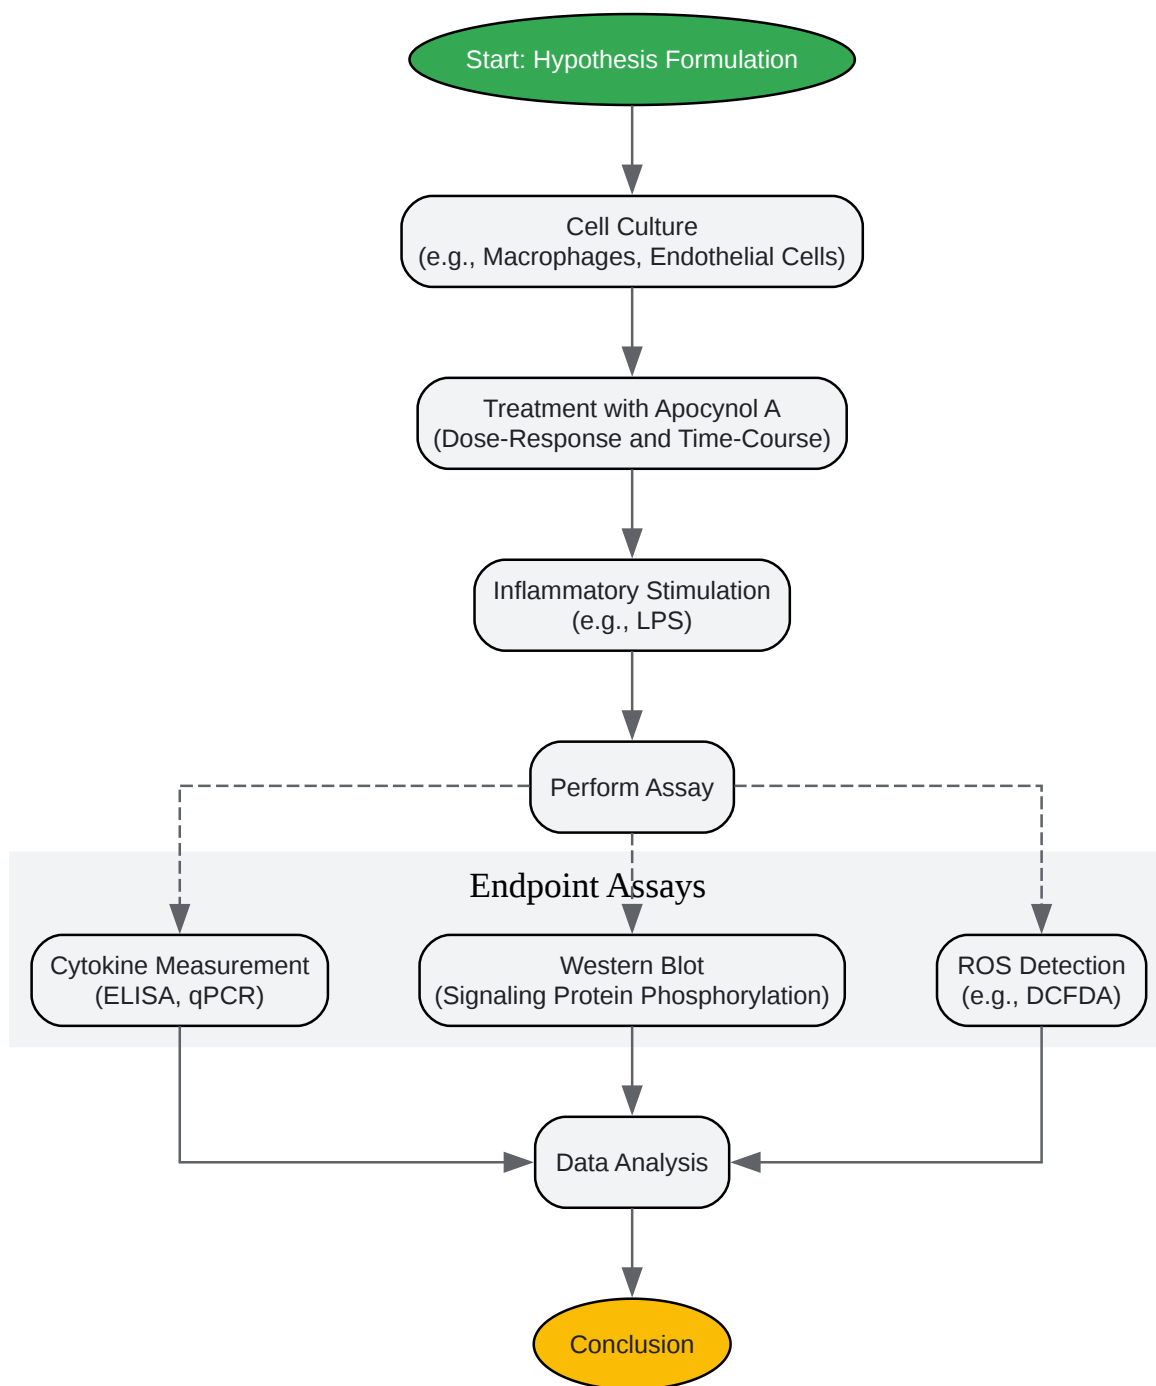 Start: Hypothesis Formulation
Cell Culture
(e.g., Macrophages, Endothelial Cells)
Treatment with Apocynol A
(Dose-Response and Time-Course)
Inflammatory Stimulation
(e.g., LPS)
Perform Assay
Endpoint Assays
Cytokine Measurement
(ELISA, qPCR)
Western Blot
(Signaling Protein Phosphorylation)
ROS Detection
(e.g., DCFDA)
Data Analysis
Conclusion